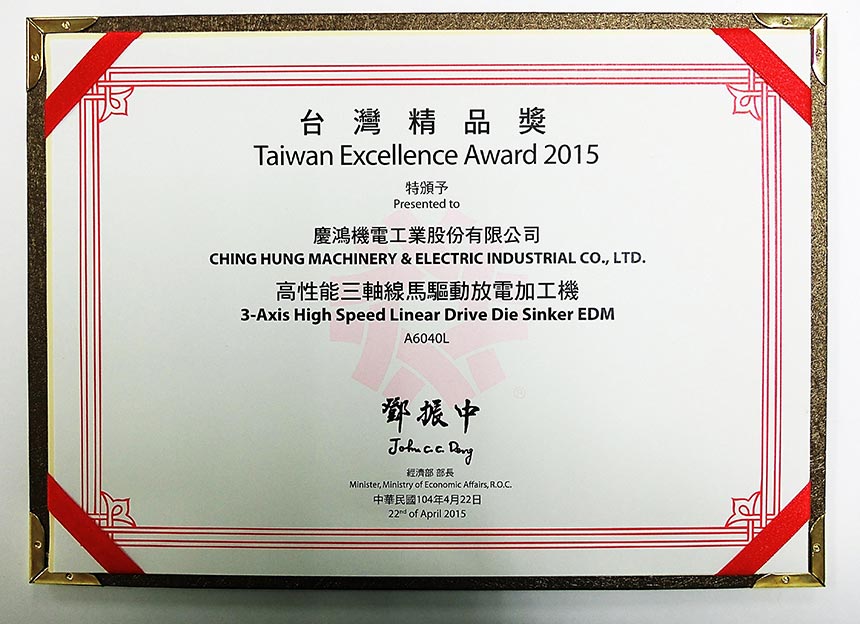 台灣精品獎
Taiwan Excellence Award 2015
特頒予
Presented to
慶鴻機電工業股份有限公司
CHING HUNG MACHINERY & ELECTRIC INDUSTRIAL CO., LTD.
高性能三軸線馬驅動放電加工機
3-Axis High Speed Linear Drive Die Sinker EDM
A6040L
®
鄧振中
John C.C. Deng
經濟部 部長
Minister, Ministry of Economic Affairs, R.O.C.
中華民國104年4月22日
22nd of April 2015